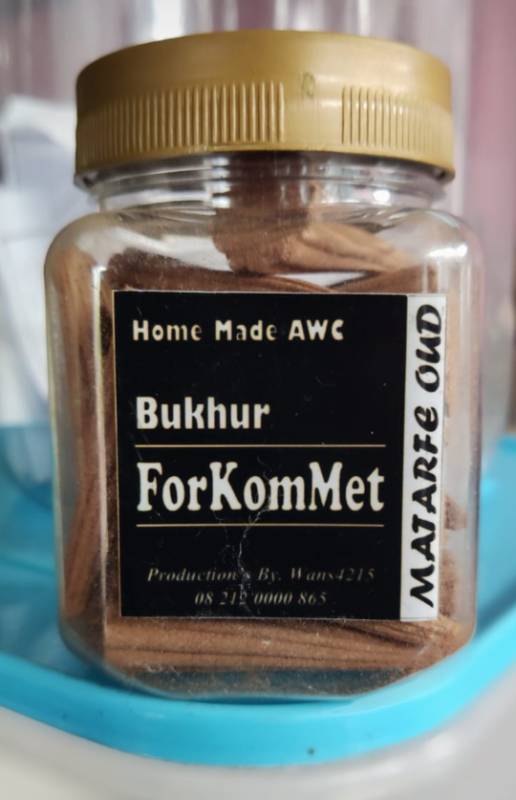 Home Made AWC
Bukhur
ForKomMet
Production's By. Wans4215
08 212 0000 865
MATARFE OUD